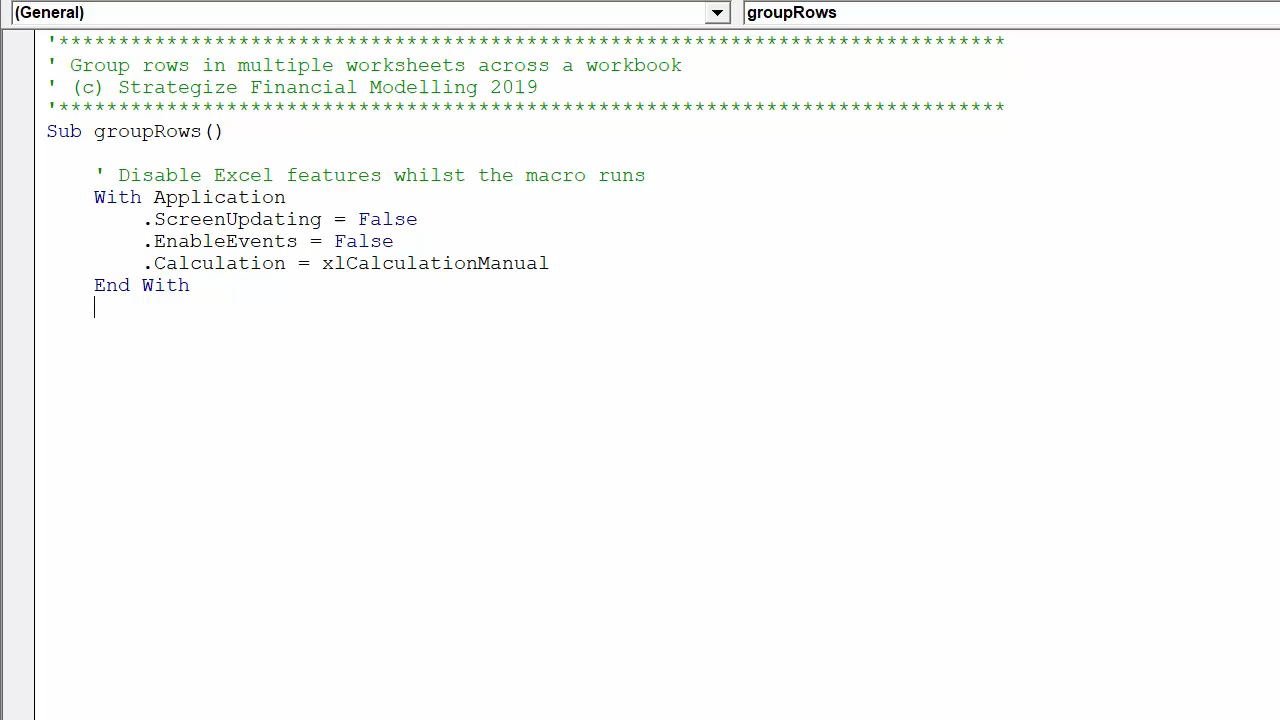 (General)
groupRows
'*******************************************************************************
' Group rows in multiple worksheets across a workbook
' (c) Strategize Financial Modelling 2019
'*******************************************************************************
Sub groupRows()
    ' Disable Excel features whilst the macro runs
    With Application
        .ScreenUpdating = False
        .EnableEvents = False
        .Calculation = xlCalculationManual
    End With